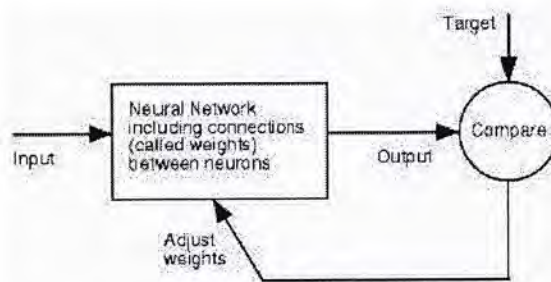 Target
Neural Network
including connections
(called weights)
between neurons
Compare
Input
Output
Adjust
weights